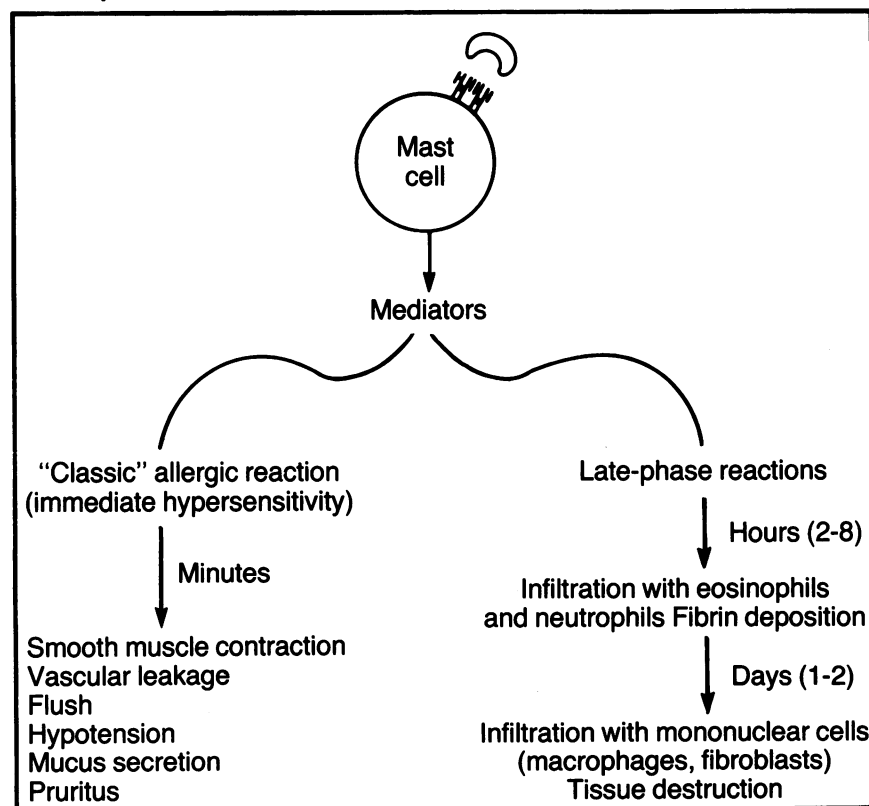 Mast
cell
Mediators
"Classic" allergic reaction
(immediate hypersensitivity)
Minutes
Smooth muscle contraction
Vascular leakage
Flush
Hypotension
Mucus secretion
Pruritus
Late-phase reactions
Hours (2-8)
Infiltration with eosinophils
and neutrophils Fibrin deposition
Days (1-2)
Infiltration with mononuclear cells
(macrophages, fibroblasts)
Tissue destruction